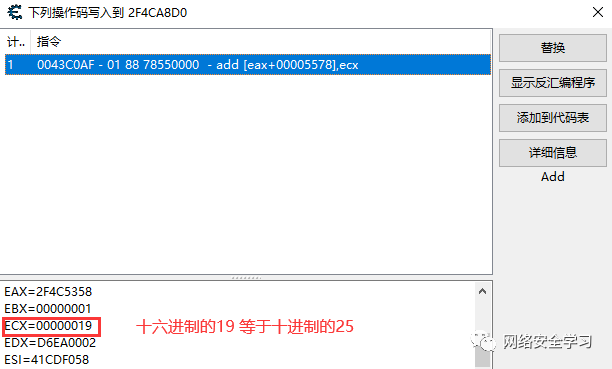 下列操作码写入到 2F4CA8D0
计.. 指令
1 0043C0AF - 01 88 78550000 - add [eax+00005578],ecx
替换
显示反汇编程序
添加到代码表
详细信息
Add
EAX=2F4C5358
EBX=00000001
ECX=00000019 十六进制的19 等于十进制的25
EDX=D6EA0002
ESI=41CDF058
网络安全学习